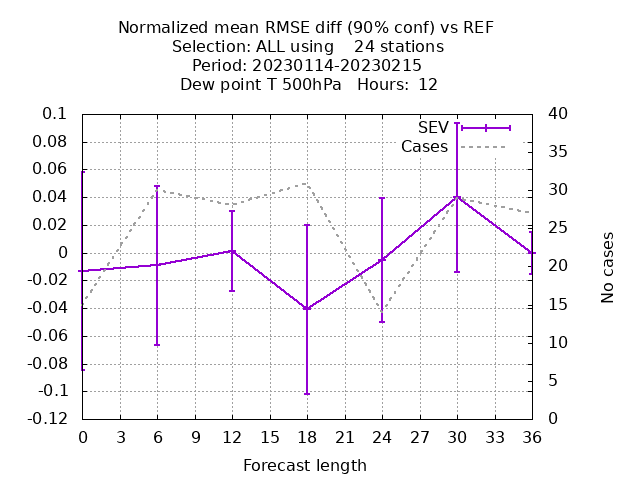 Normalized mean RMSE diff (90% conf) vs REF
Selection: ALL using    24 stations
Period: 20230114-20230215
Dew point T 500hPa   Hours:  12
SEV
Cases
0.1
0.08
0.06
0.04
0.02
0
-0.02
-0.04
-0.06
-0.08
-0.1
-0.12
40
35
30
25
20
15
10
5
0
No cases
0 3 6 9 12 15 18 21 24 27 30 33 36
Forecast length